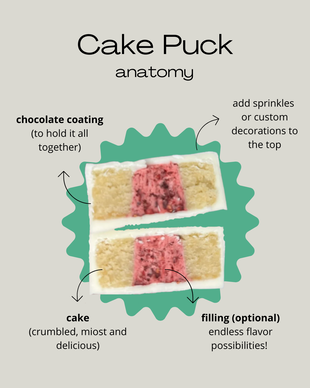 Cake Puck
anatomy
add sprinkles
or custom
decorations to
the top
chocolate coating
(to hold it all
together)
cake
(crumbled, miost and
delicious)
filling (optional)
endless flavor
possibilities!